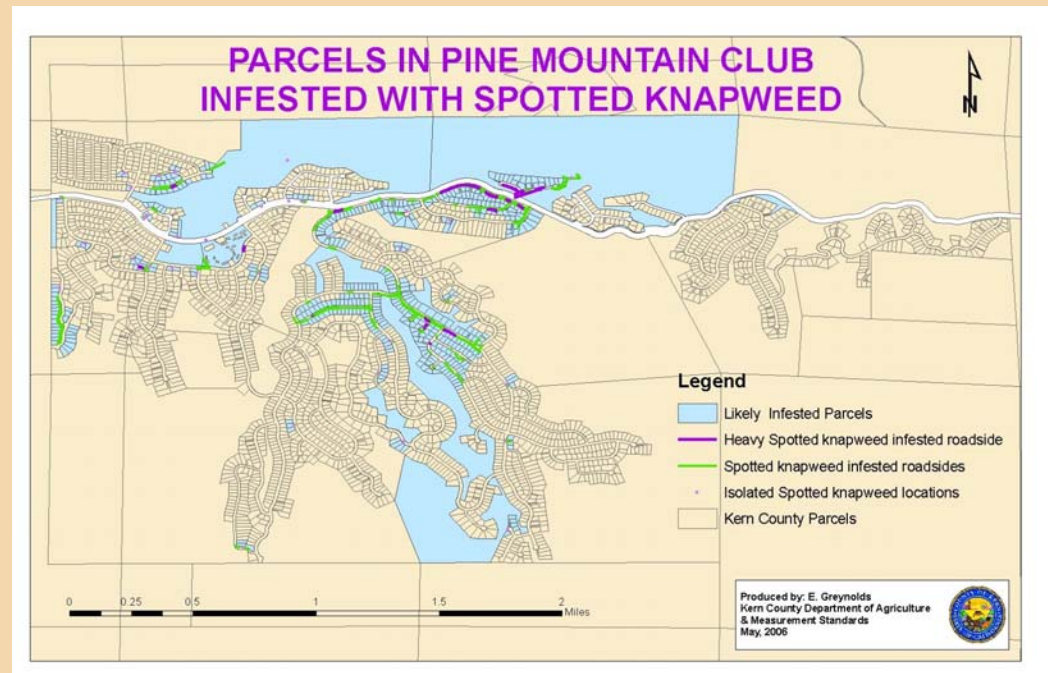 PARCELS IN PINE MOUNTAIN CLUB
INFESTED WITH SPOTTED KNAPWEED
N
Legend
Likely Infested Parcels
Heavy Spotted knapweed infested roadside
Spotted knapweed infested roadsides
Isolated Spotted knapweed locations
Kern County Parcels
0 0.25 0.5 1 1.5 2
Miles
Produced by: E. Greynolds
Kern County Department of Agriculture
& Measurement Standards
May, 2006